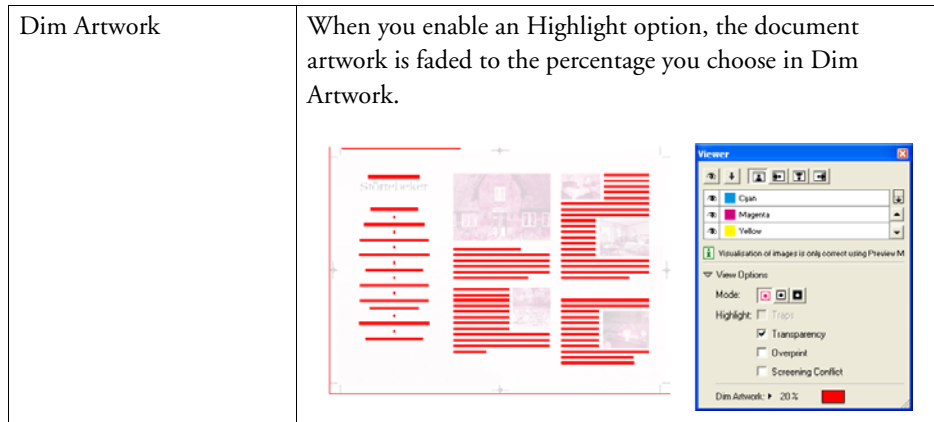 Dim Artwork
When you enable an Highlight option, the document
artwork is faded to the percentage you choose in Dim
Artwork.
Störtebeker
Viewer
Cyan
Magenta
Yellow
Visualisation of images is only correct using Preview M
View Options
Mode:
Highlight: Traps
Transparency
Overprint
Screening Conflict
Dim Artwork: 20 %